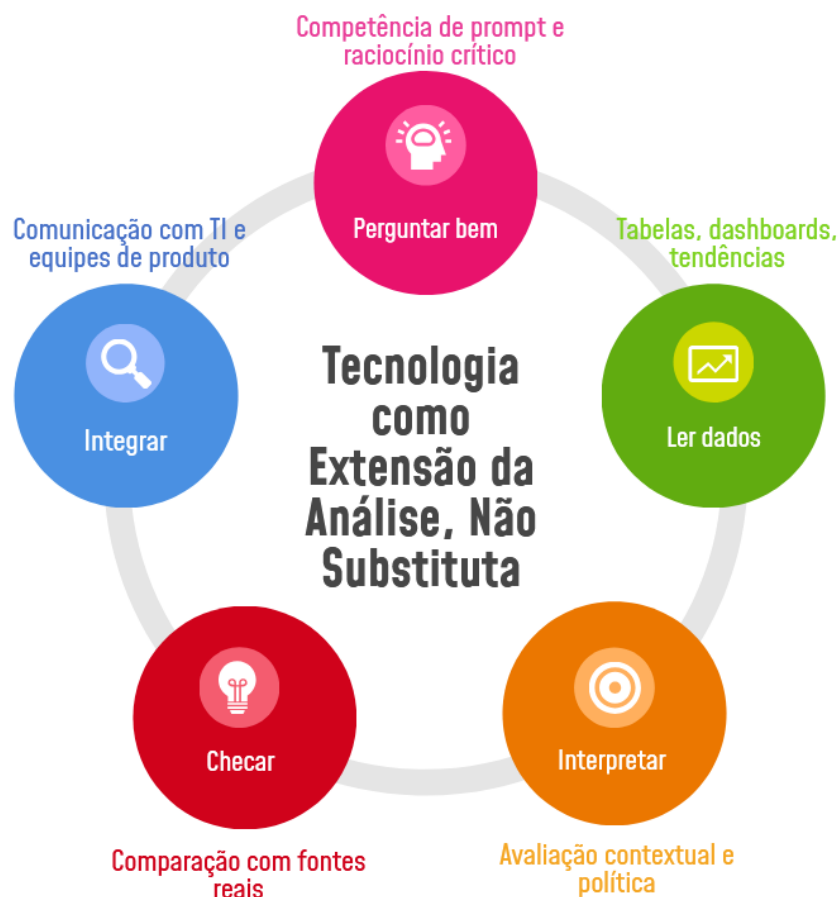 Competência de prompt e
raciocínio crítico
Perguntar bem
Comunicação com TI e
equipes de produto
Integrar
Tabelas, dashboards,
tendências
Ler dados
Tecnologia
como
Extensão da
Análise, Não
Substituta
Checar
Comparação com fontes
reais
Interpretar
Avaliação contextual e
política